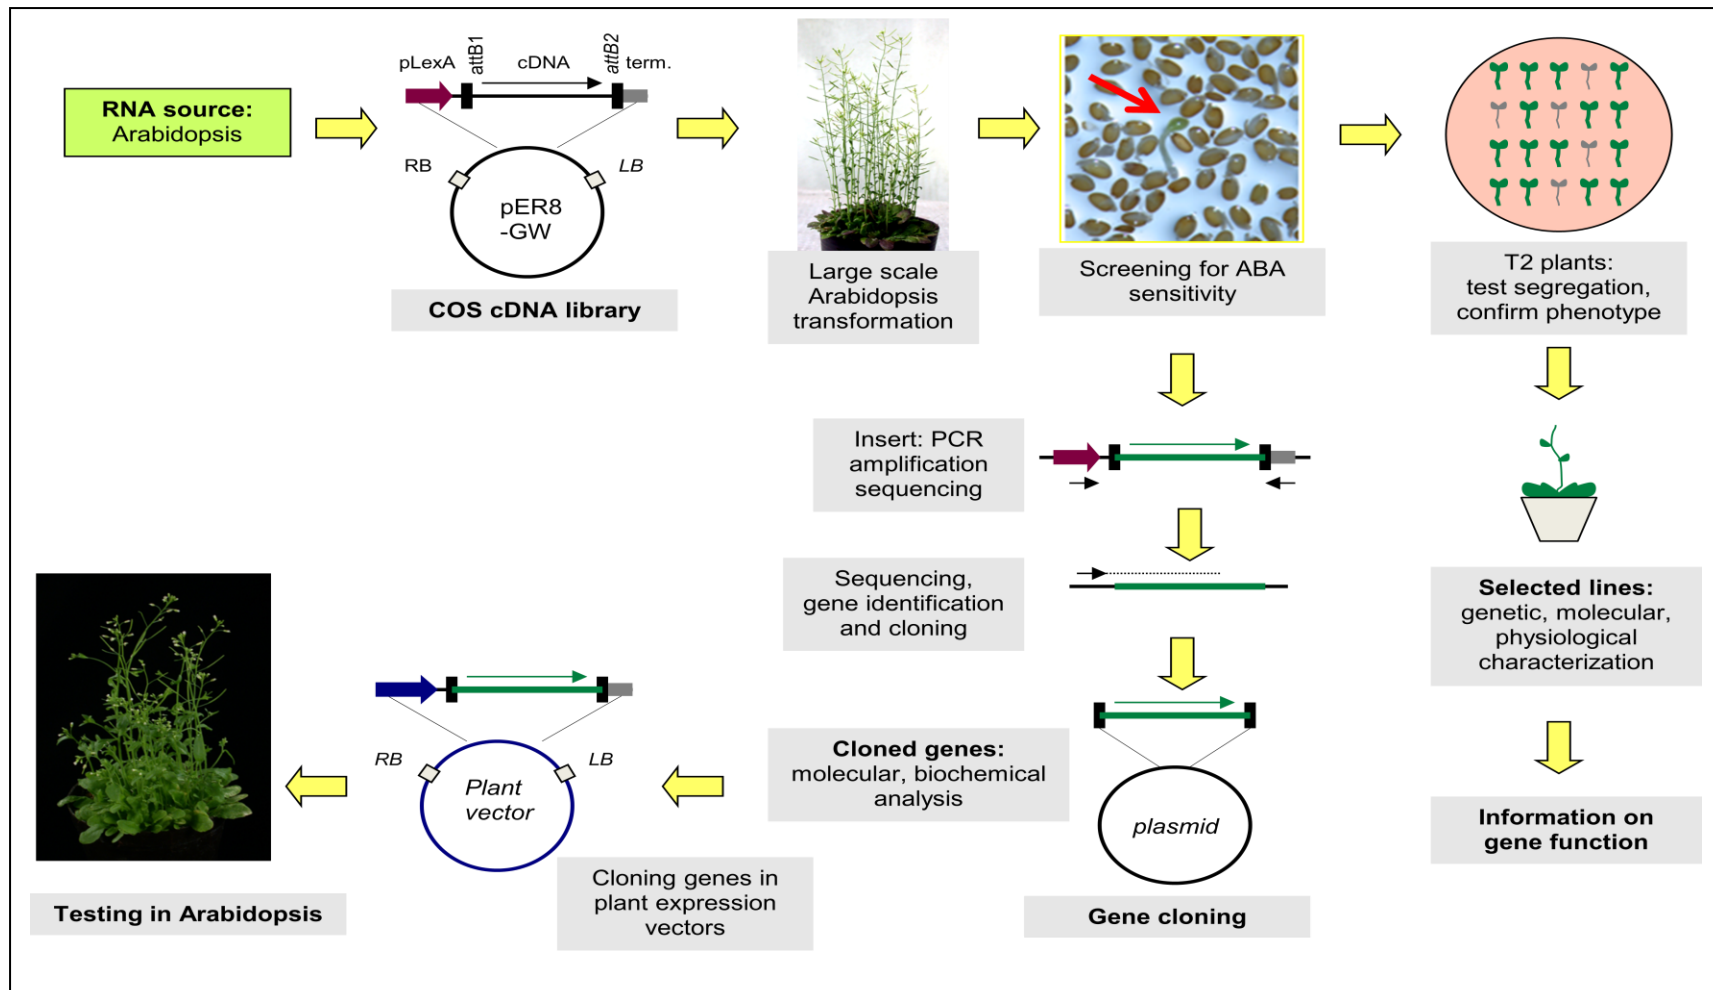 RNA source:
Arabidopsis
pLexA
attB1
cDNA
attB2
term.
RB
LB
pER8
-GW
COS cDNA library
Large scale
Arabidopsis
transformation
Screening for ABA
sensitivity
T2 plants:
test segregation,
confirm phenotype
Insert: PCR
amplification
sequencing
Sequencing,
gene identification
and cloning
Selected lines:
genetic, molecular,
physiological
characterization
Cloned genes:
molecular, biochemical
analysis
RB
LB
Plant
vector
plasmid
Information on
gene function
Cloning genes in
plant expression
vectors
Gene cloning
Testing in Arabidopsis